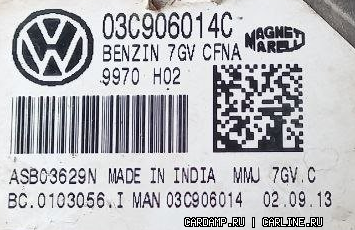 03C906014C
BENZIN 7GV CFNA
9970 H02
MAGNETI MARELLI
ASB03629N MADE IN INDIA MMJ 7GV.C
BC.0103056.I MAN 03C906014 02.09.13
CARDAMP.RU | CARLINE.RU